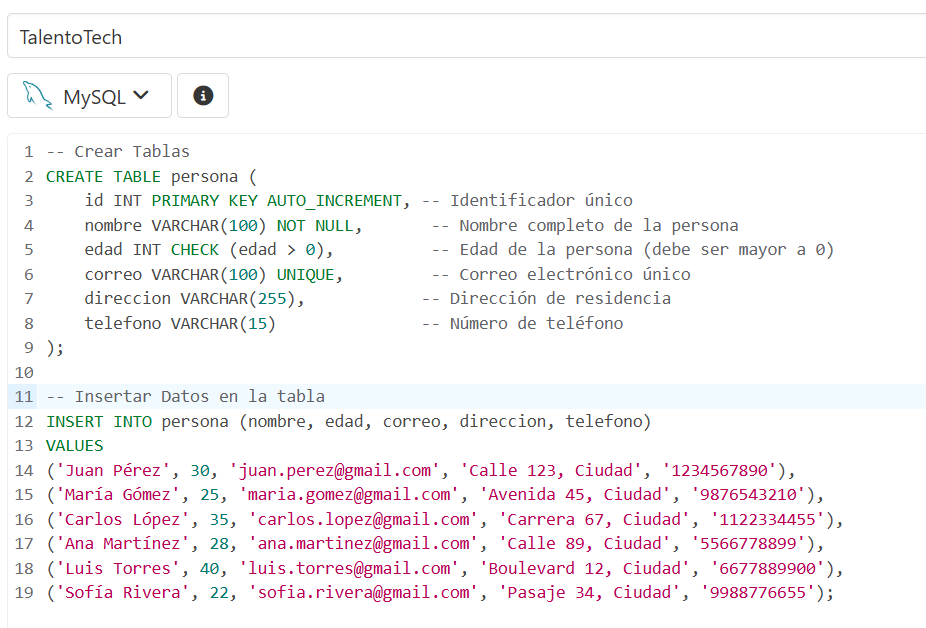 TalentoTech
MySQL
1 -- Crear Tablas
2 CREATE TABLE persona (
3     id INT PRIMARY KEY AUTO_INCREMENT, -- Identificador único
4     nombre VARCHAR(100) NOT NULL,       -- Nombre completo de la persona
5     edad INT CHECK (edad > 0),          -- Edad de la persona (debe ser mayor a 0)
6     correo VARCHAR(100) UNIQUE,         -- Correo electrónico único
7     direccion VARCHAR(255),            -- Dirección de residencia
8     telefono VARCHAR(15)               -- Número de teléfono
9 );
10
11 -- Insertar Datos en la tabla
12 INSERT INTO persona (nombre, edad, correo, direccion, telefono)
13 VALUES
14 ('Juan Pérez', 30, 'juan.perez@gmail.com', 'Calle 123, Ciudad', '1234567890'),
15 ('María Gómez', 25, 'maria.gomez@gmail.com', 'Avenida 45, Ciudad', '9876543210'),
16 ('Carlos López', 35, 'carlos.lopez@gmail.com', 'Carrera 67, Ciudad', '1122334455'),
17 ('Ana Martínez', 28, 'ana.martinez@gmail.com', 'Calle 89, Ciudad', '5566778899'),
18 ('Luis Torres', 40, 'luis.torres@gmail.com', 'Boulevard 12, Ciudad', '6677889900'),
19 ('Sofía Rivera', 22, 'sofia.rivera@gmail.com', 'Pasaje 34, Ciudad', '9988776655');